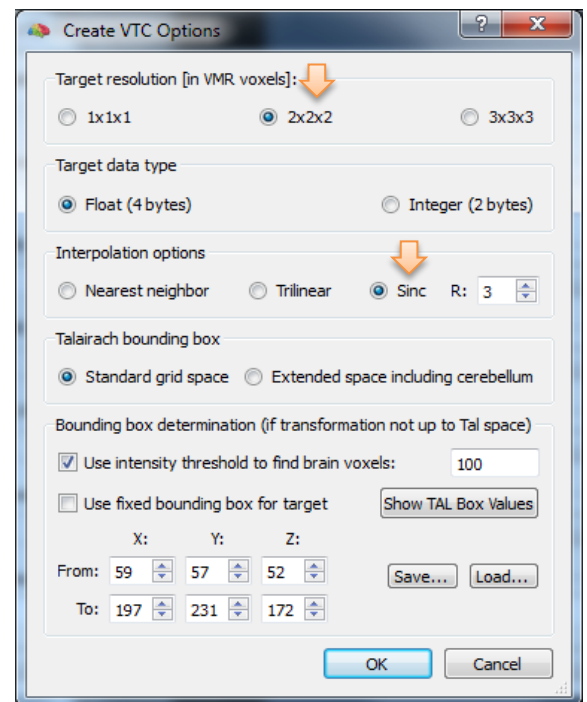 Create VTC Options
?
X
Target resolution [in VMR voxels]:
1x1x1 2x2x2 3x3x3
Target data type
Float (4 bytes) Integer (2 bytes)
Interpolation options
Nearest neighbor Trilinear Sinc R: 3
Talairach bounding box
Standard grid space Extended space including cerebellum
Bounding box determination (if transformation not up to Tal space)
Use intensity threshold to find brain voxels: 100
Use fixed bounding box for target Show TAL Box Values
X: Y: Z:
From: 59 57 52 Save... Load...
To: 197 231 172
OK Cancel